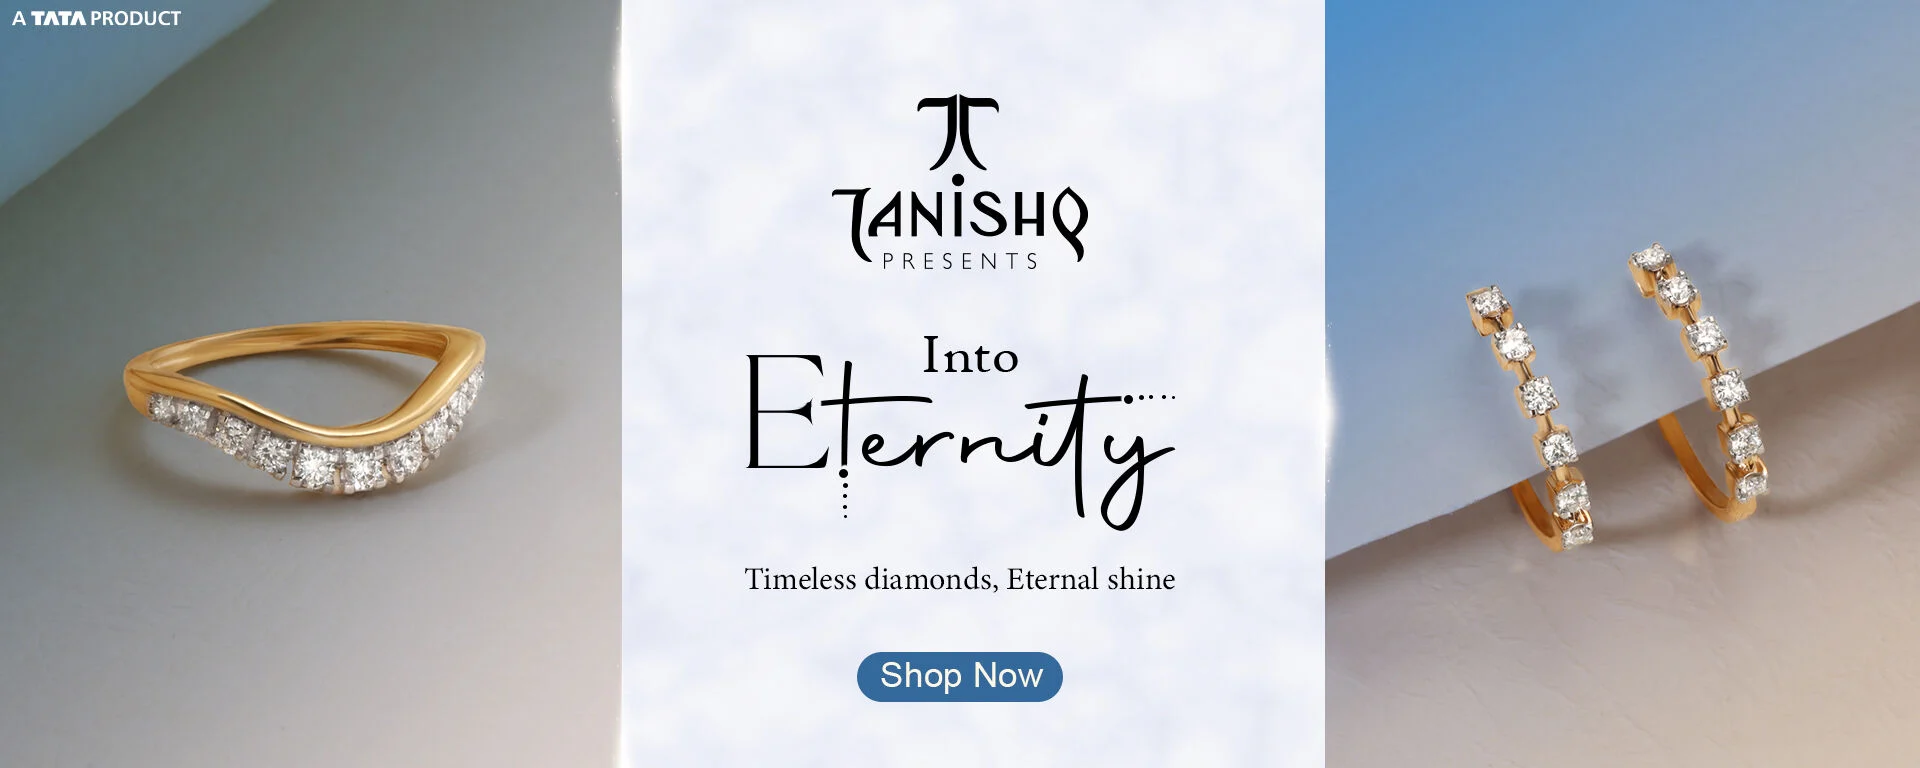 A TATA PRODUCT
TANISHQ
PRESENTS
Into
Eternity
Timeless diamonds, Eternal shine
Shop Now